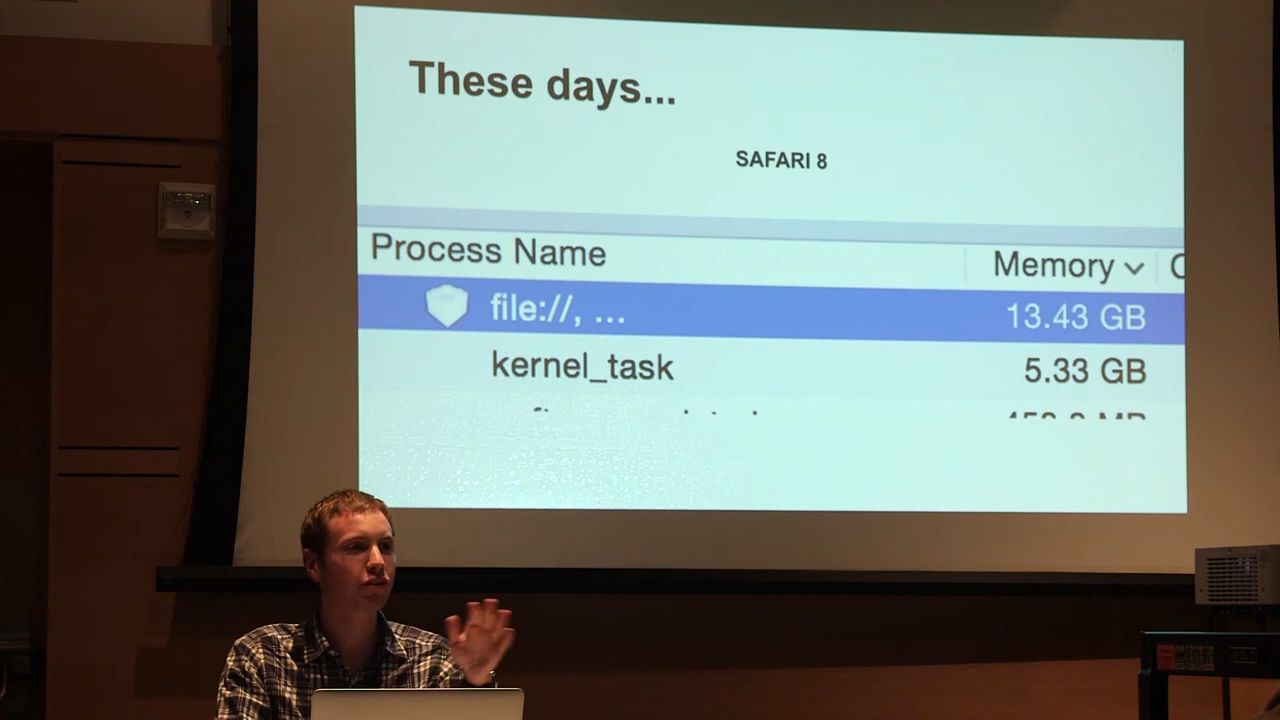 These days...
SAFARI 8
Process Name Memory
file://, ... 13.43 GB
kernel_task 5.33 GB